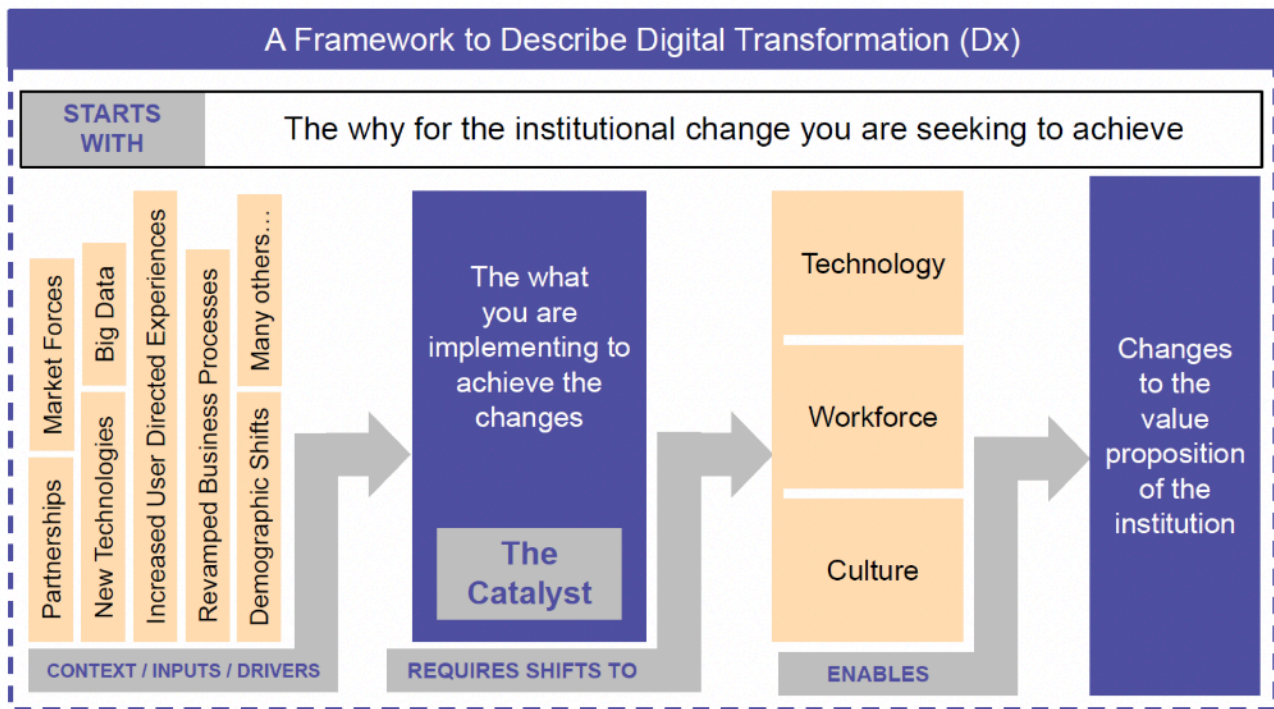 A Framework to Describe Digital Transformation (Dx)
STARTS
WITH
The why for the institutional change you are seeking to achieve
Market Forces
Partnerships
Big Data
New Technologies
Increased User Directed Experiences
Revamped Business Processes
Many others...
Demographic Shifts
CONTEXT / INPUTS / DRIVERS
The what
you are
implementing to
achieve the
changes
The
Catalyst
REQUIRES SHIFTS TO
Technology
Workforce
Culture
ENABLES
Changes
to the
value
proposition
of the
institution